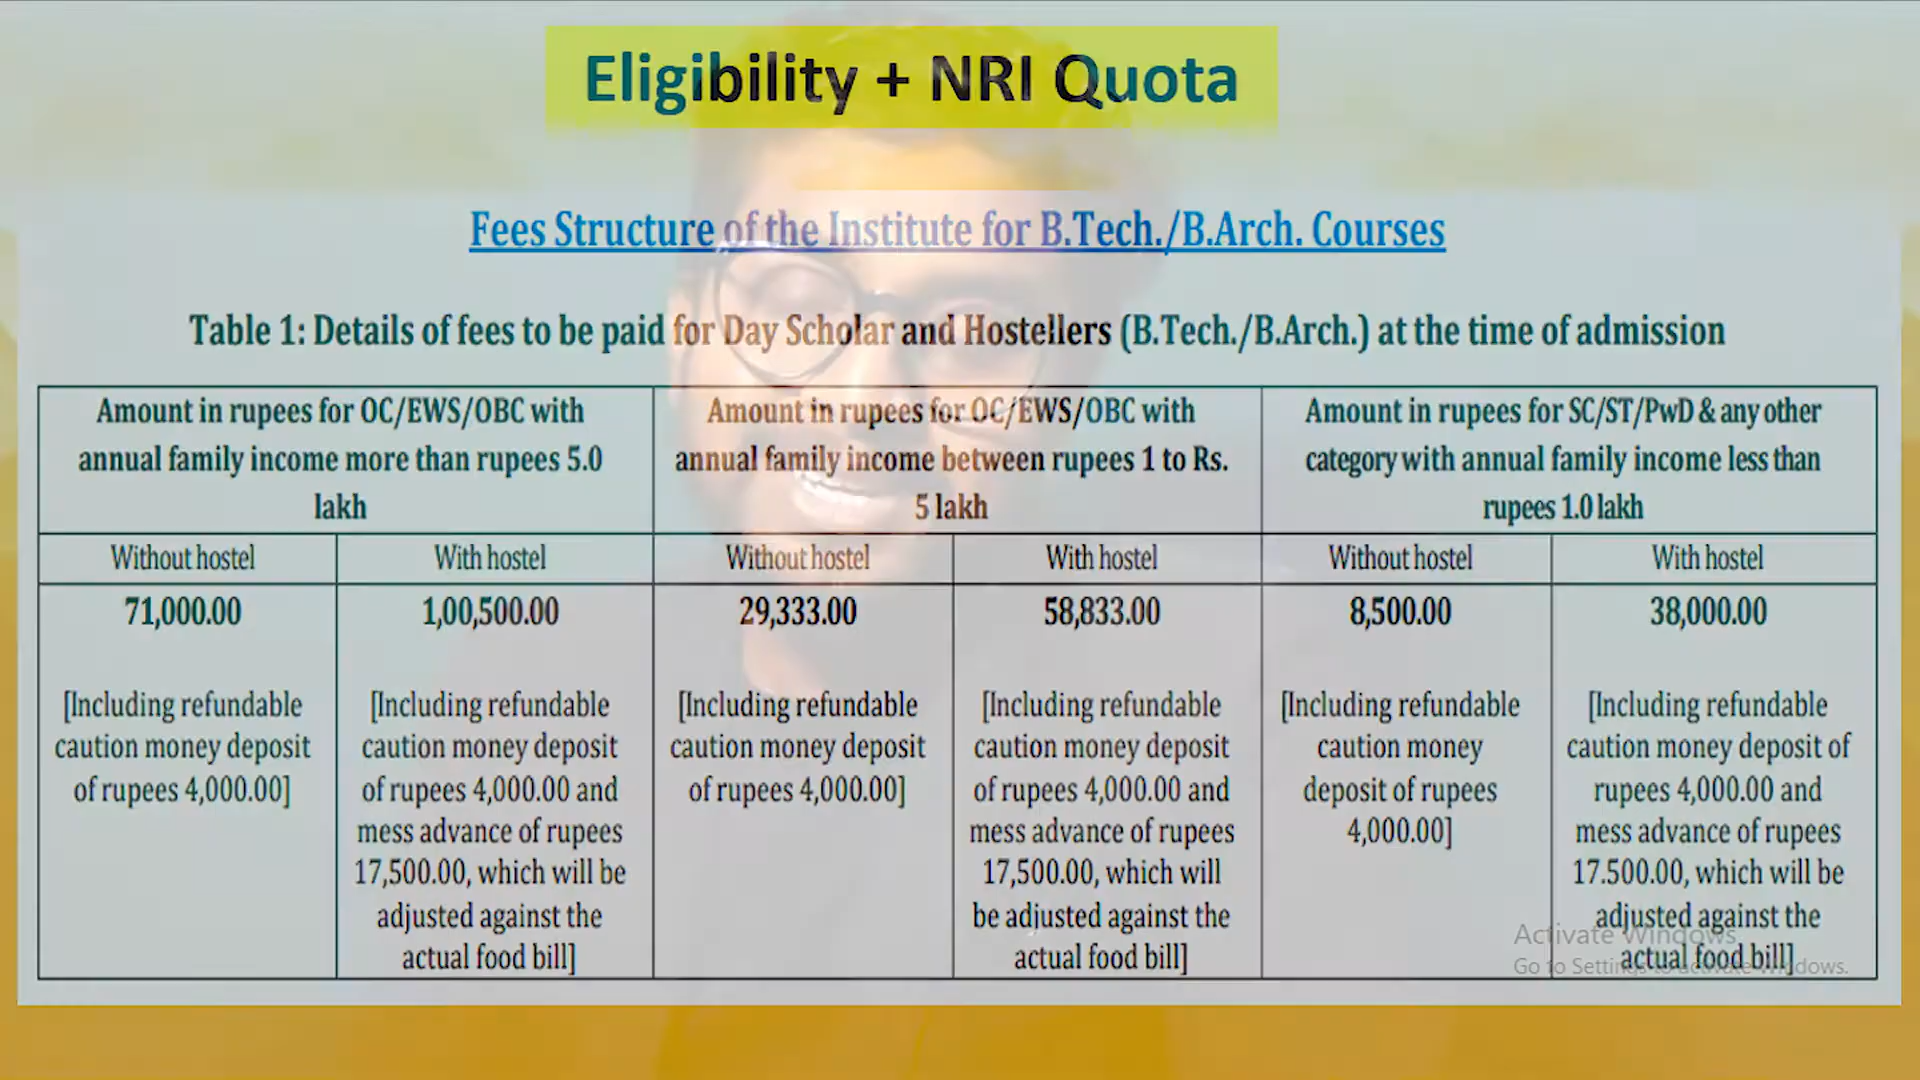 Eligibility + NRI Quota
Fees Structure of the Institute for B.Tech./B.Arch. Courses
Table 1: Details of fees to be paid for Day Scholar and Hostellers (B.Tech./B.Arch.) at the time of admission
Amount in rupees for OC/EWS/OBC with
annual family income more than rupees 5.0
lakh
Amount in rupees for OC/EWS/OBC with
annual family income between rupees 1 to Rs.
5 lakh
Amount in rupees for SC/ST/PwD & any other
category with annual family income less than
rupees 1.0 lakh
Without hostel
With hostel
Without hostel
With hostel
Without hostel
With hostel
71,000.00
[Including refundable
caution money deposit
of rupees 4,000.00]
1,00,500.00
[Including refundable
caution money deposit
of rupees 4,000.00 and
mess advance of rupees
17,500.00, which will be
adjusted against the
actual food bill]
29,333.00
[Including refundable
caution money deposit
of rupees 4,000.00]
58,833.00
[Including refundable
caution money deposit
of rupees 4,000.00 and
mess advance of rupees
17,500.00, which will
be adjusted against the
actual food bill]
8,500.00
[Including refundable
caution money
deposit of rupees
4,000.00]
38,000.00
[Including refundable
caution money deposit of
rupees 4,000.00 and
mess advance of rupees
17.500.00, which will be
adjusted against the
actual food bill]
Activate Windows
Go to Settings to activate Windows.